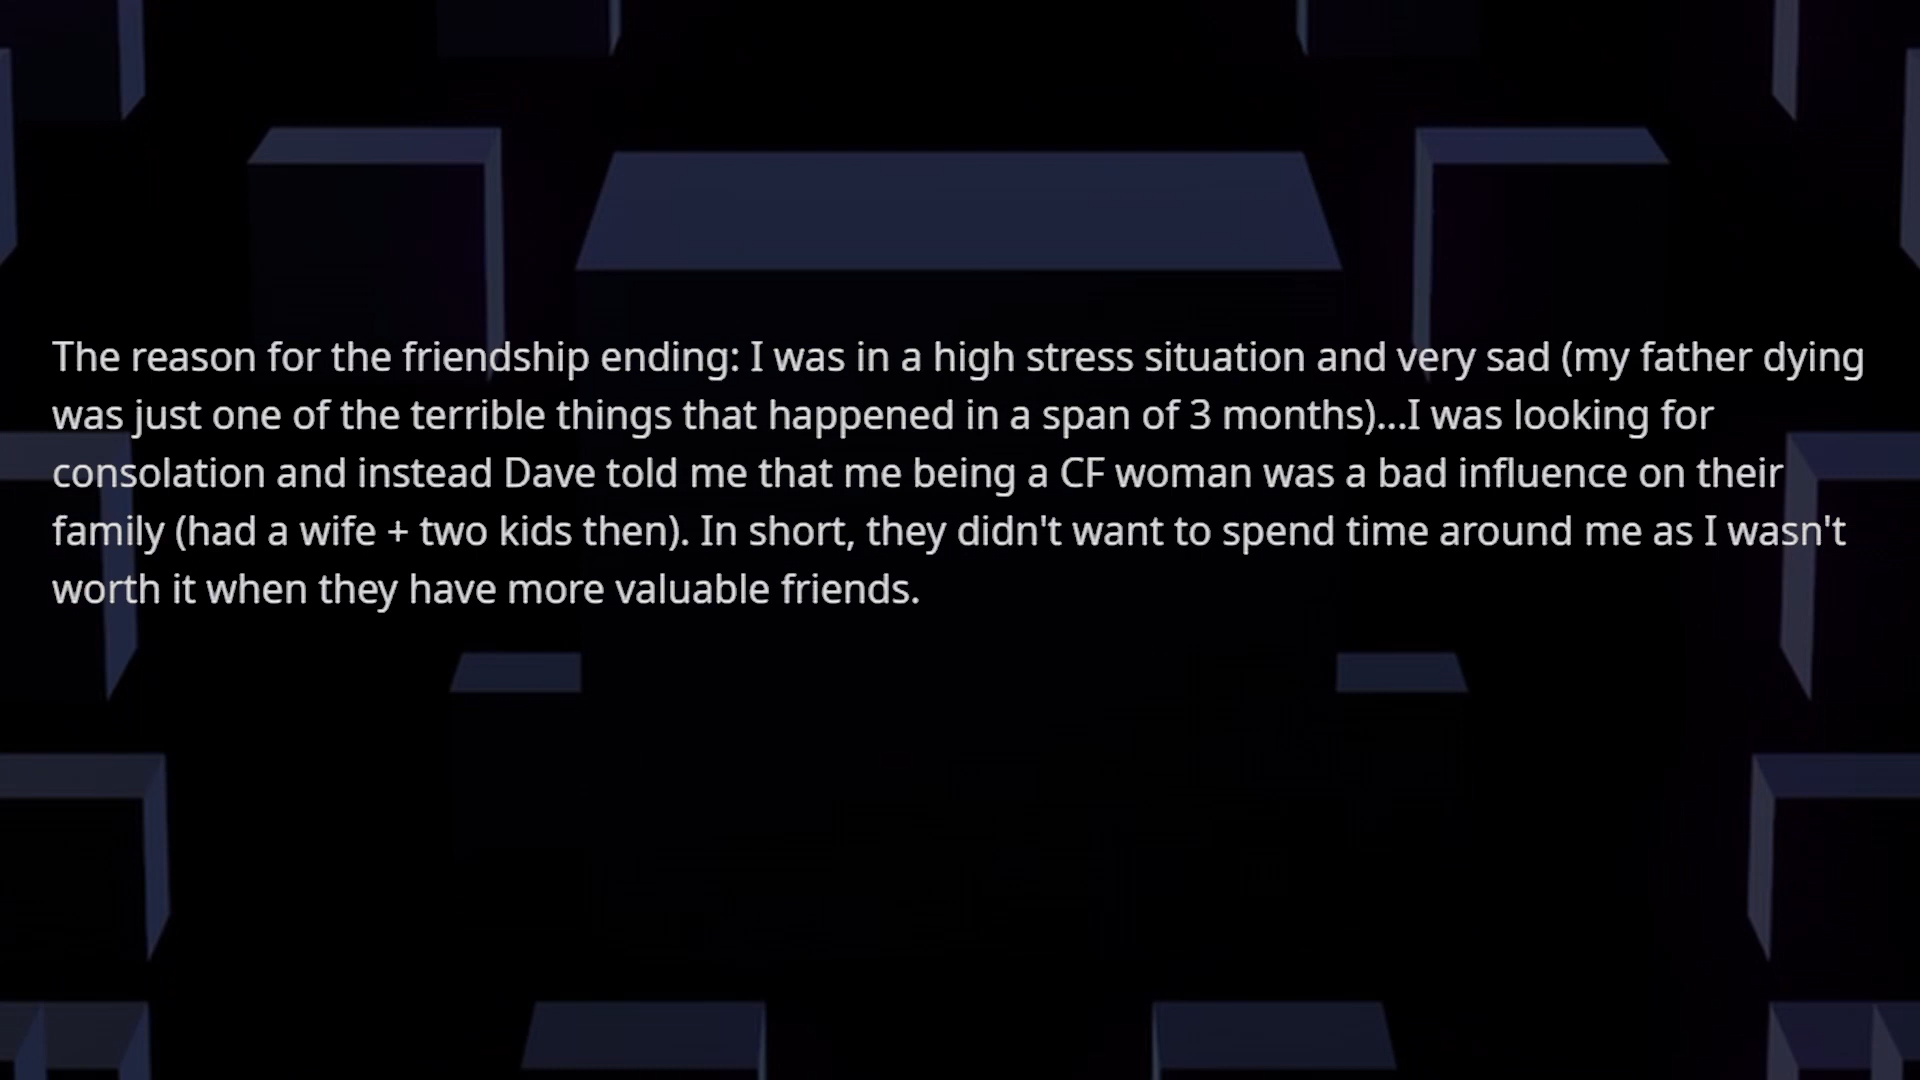 The reason for the friendship ending: I was in a high stress situation and very sad (my father dying
was just one of the terrible things that happened in a span of 3 months)...I was looking for
consolation and instead Dave told me that me being a CF woman was a bad influence on their
family (had a wife + two kids then). In short, they didn't want to spend time around me as I wasn't
worth it when they have more valuable friends.